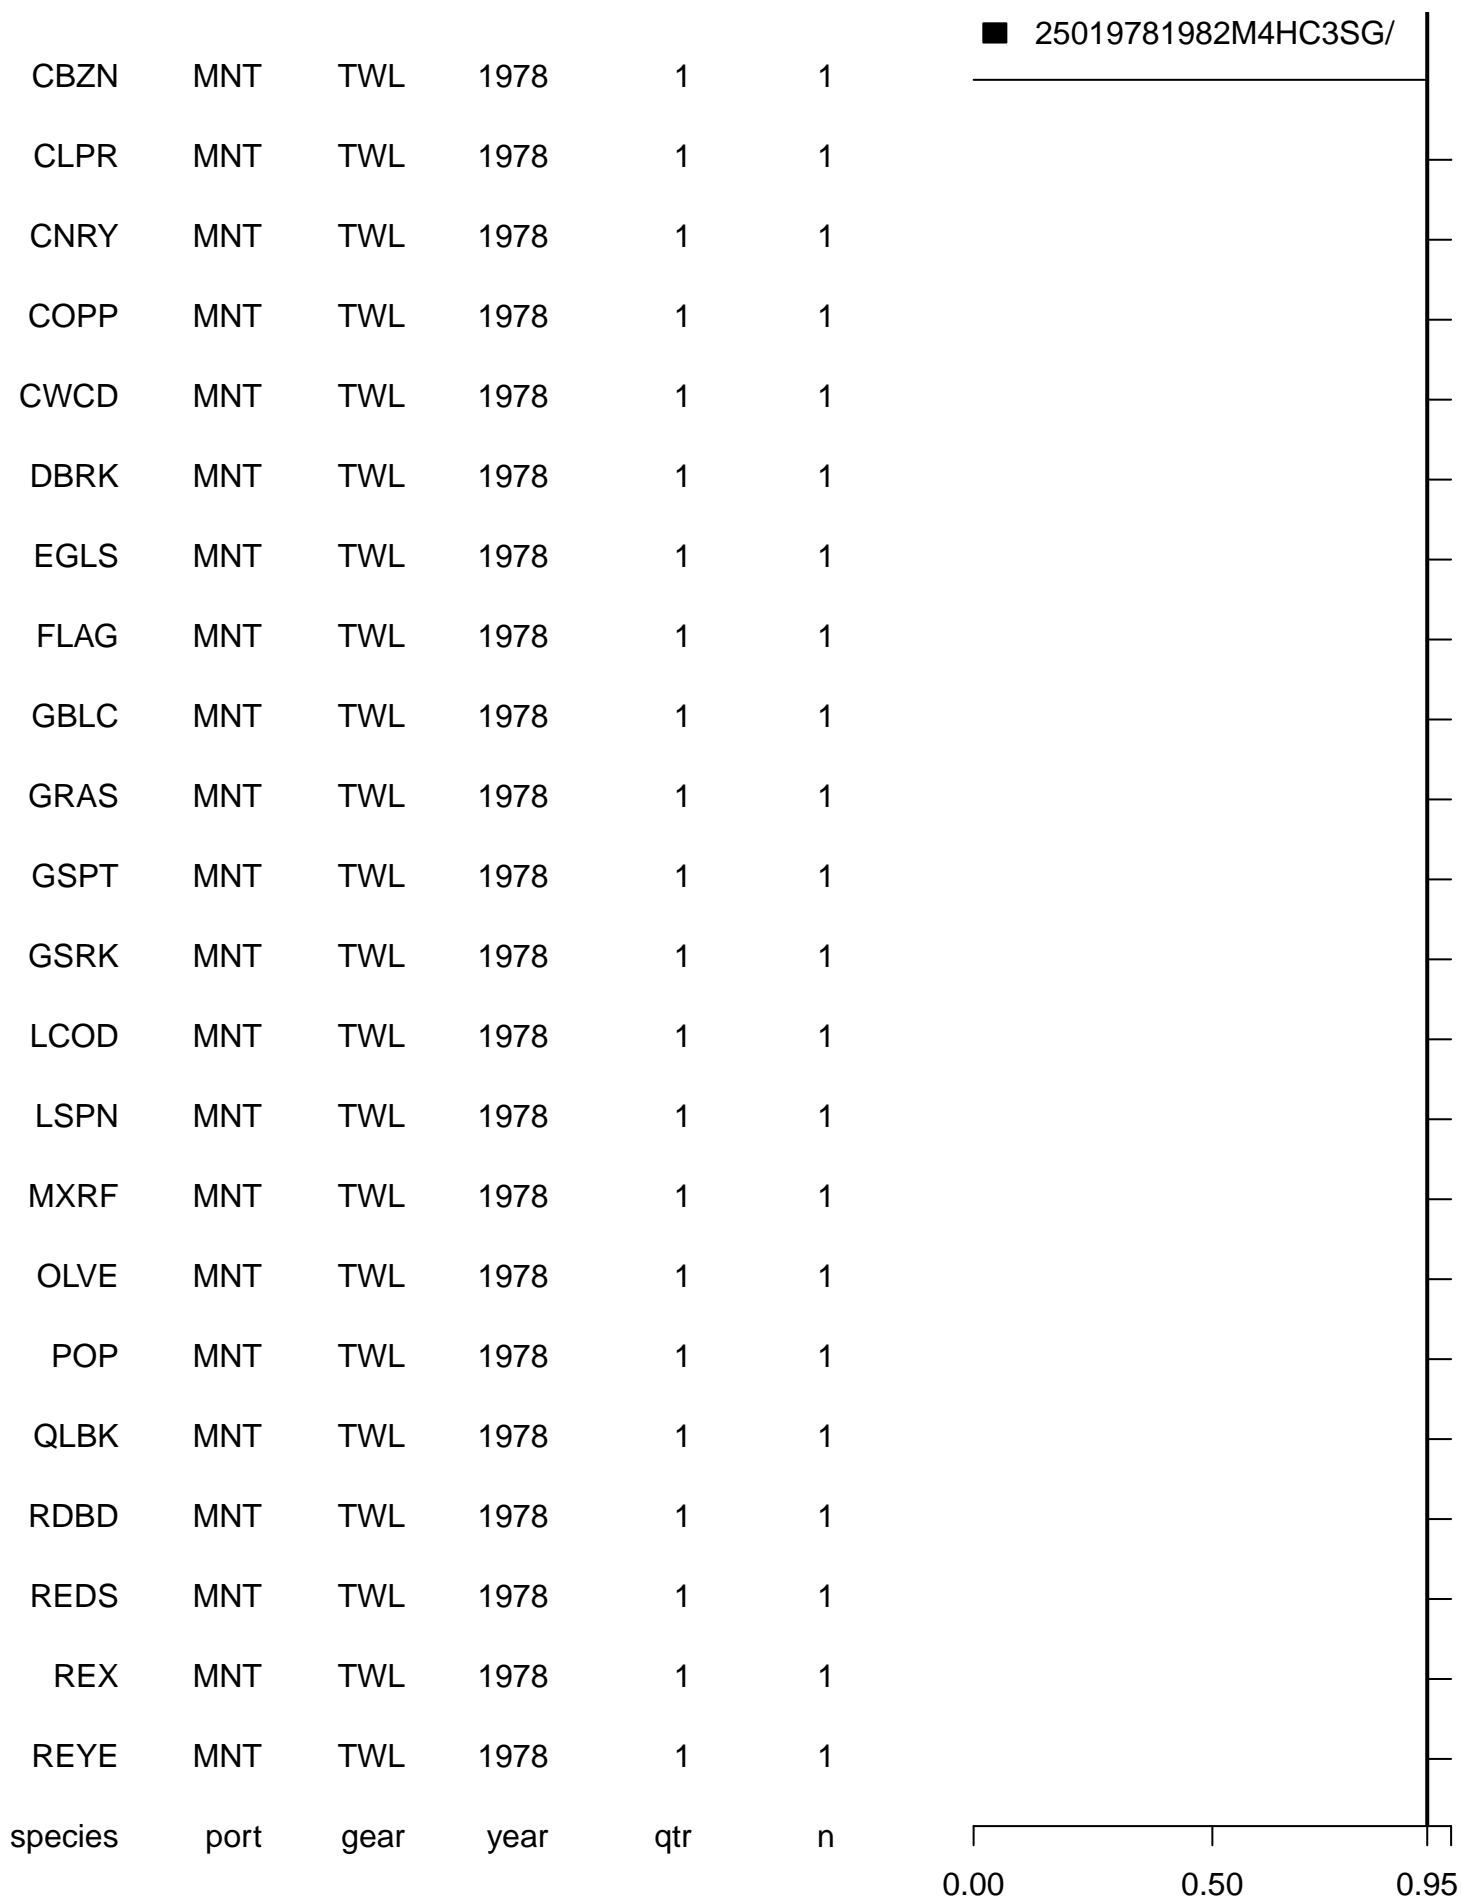 25019781982M4HC3SG/
CBZN MNT TWL 1978 1 1
CLPR MNT TWL 1978 1 1
CNRY MNT TWL 1978 1 1
COPP MNT TWL 1978 1 1
CWCD MNT TWL 1978 1 1
DBRK MNT TWL 1978 1 1
EGLS MNT TWL 1978 1 1
FLAG MNT TWL 1978 1 1
GBLC MNT TWL 1978 1 1
GRAS MNT TWL 1978 1 1
GSPT MNT TWL 1978 1 1
GSRK MNT TWL 1978 1 1
LCOD MNT TWL 1978 1 1
LSPN MNT TWL 1978 1 1
MXRF MNT TWL 1978 1 1
OLVE MNT TWL 1978 1 1
POP MNT TWL 1978 1 1
QLBK MNT TWL 1978 1 1
RDBD MNT TWL 1978 1 1
REDS MNT TWL 1978 1 1
REX MNT TWL 1978 1 1
REYE MNT TWL 1978 1 1
species port gear year qtr n
0.00 0.50 0.95